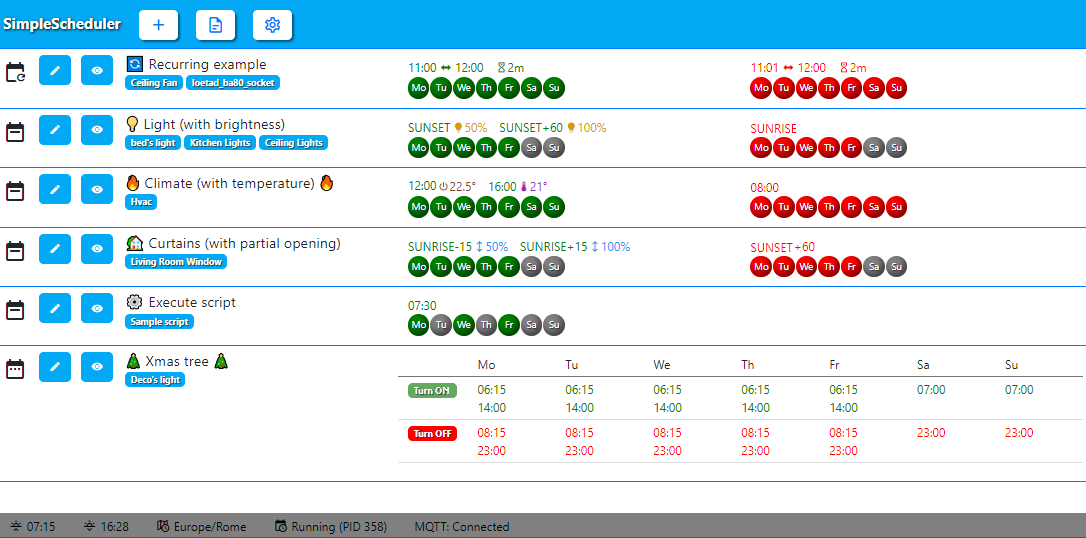 SimpleScheduler
Recurring example
Ceiling Fan loetad_ba80_socket
11:00 ↔ 12:00 2m
Mo Tu We Th Fr Sa Su
11:01 ↔ 12:00 2m
Mo Tu We Th Fr Sa Su
Light (with brightness)
bed's light Kitchen Lights Ceiling Lights
SUNSET 50% SUNSET+60 100%
Mo Tu We Th Fr Sa Su
SUNRISE
Mo Tu We Th Fr Sa Su
Climate (with temperature)
Hvac
12:00 22.5° 16:00 21°
Mo Tu We Th Fr Sa Su
08:00
Mo Tu We Th Fr Sa Su
Curtains (with partial opening)
Living Room Window
SUNRISE-15 ↕ 50% SUNRISE+15 ↕ 100%
Mo Tu We Th Fr Sa Su
SUNSET+60
Mo Tu We Th Fr Sa Su
Execute script
Sample script
07:30
Mo Tu We Th Fr Sa Su
Xmas tree
Deco's light
Mo Tu We Th Fr Sa Su
Turn ON 06:15 06:15 06:15 06:15 06:15 07:00 07:00
14:00 14:00 14:00 14:00 14:00
Turn OFF 08:15 08:15 08:15 08:15 08:15 23:00 23:00
23:00 23:00 23:00 23:00 23:00
07:15 16:28 Europe/Rome Running (PID 358) MQTT: Connected